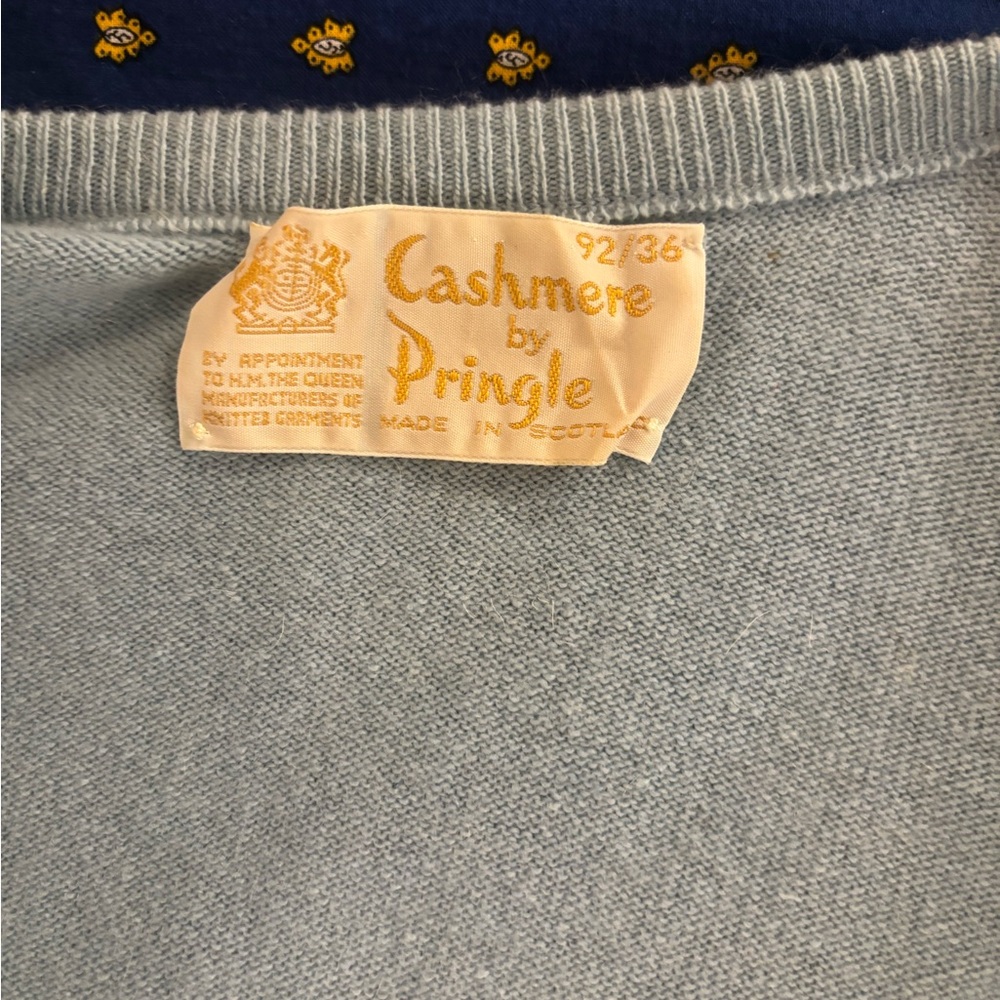 92/36"
Cashmere
by
Pringle
MADE IN
BY APPOINTMENT
TO H.M. THE QUEEN
MANUFACTURERS OF
KNITTED GARMENTS